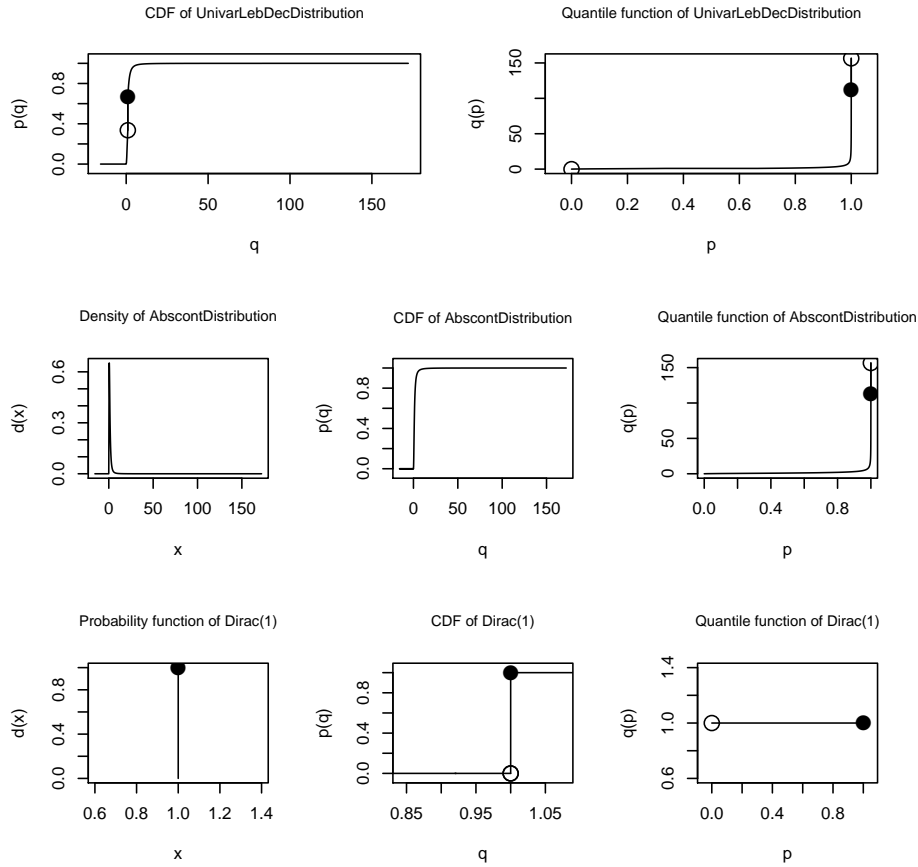 CDF of UnivarLebDecDistribution
p(q)
0.0 0.4 0.8
0 50 100 150
q
Quantile function of UnivarLebDecDistribution
q(p)
0 50 150
0.0 0.2 0.4 0.6 0.8 1.0
p
Density of AbscontDistribution
d(x)
0.0 0.3 0.6
0 50 100 150
x
CDF of AbscontDistribution
p(q)
0.0 0.4 0.8
0 50 100 150
q
Quantile function of AbscontDistribution
q(p)
0 50 150
0.0 0.4 0.8
p
Probability function of Dirac(1)
d(x)
0.0 0.4 0.8
0.6 0.8 1.0 1.2 1.4
x
CDF of Dirac(1)
p(q)
0.0 0.4 0.8
0.85 0.95 1.05
q
Quantile function of Dirac(1)
q(p)
0.6 1.0 1.4
0.0 0.4 0.8
p